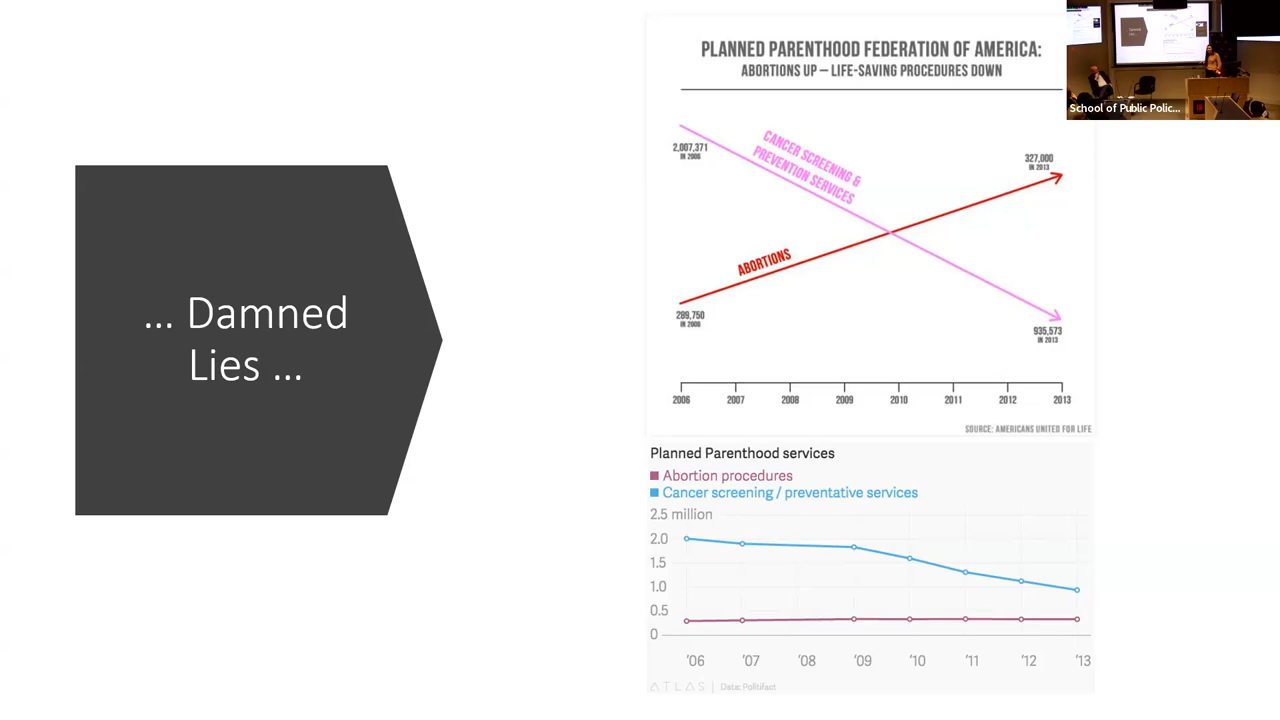 ... Damned
Lies ...
PLANNED PARENTHOOD FEDERATION OF AMERICA:
ABORTIONS UP – LIFE-SAVING PROCEDURES DOWN
2,007,371
IN 2006
CANCER SCREENING &
PREVENTION SERVICES
327,000
IN 2013
ABORTIONS
289,750
IN 2006
935,573
IN 2013
2006 2007 2008 2009 2010 2011 2012 2013
SOURCE: AMERICANS UNITED FOR LIFE
Planned Parenthood services
Abortion procedures
Cancer screening / preventative services
2.5 million
2.0
1.5
1.0
0.5
0
'06 '07 '08 '09 '10 '11 '12 '13
ATLAS | Data: Politifact
School of Public Polic...